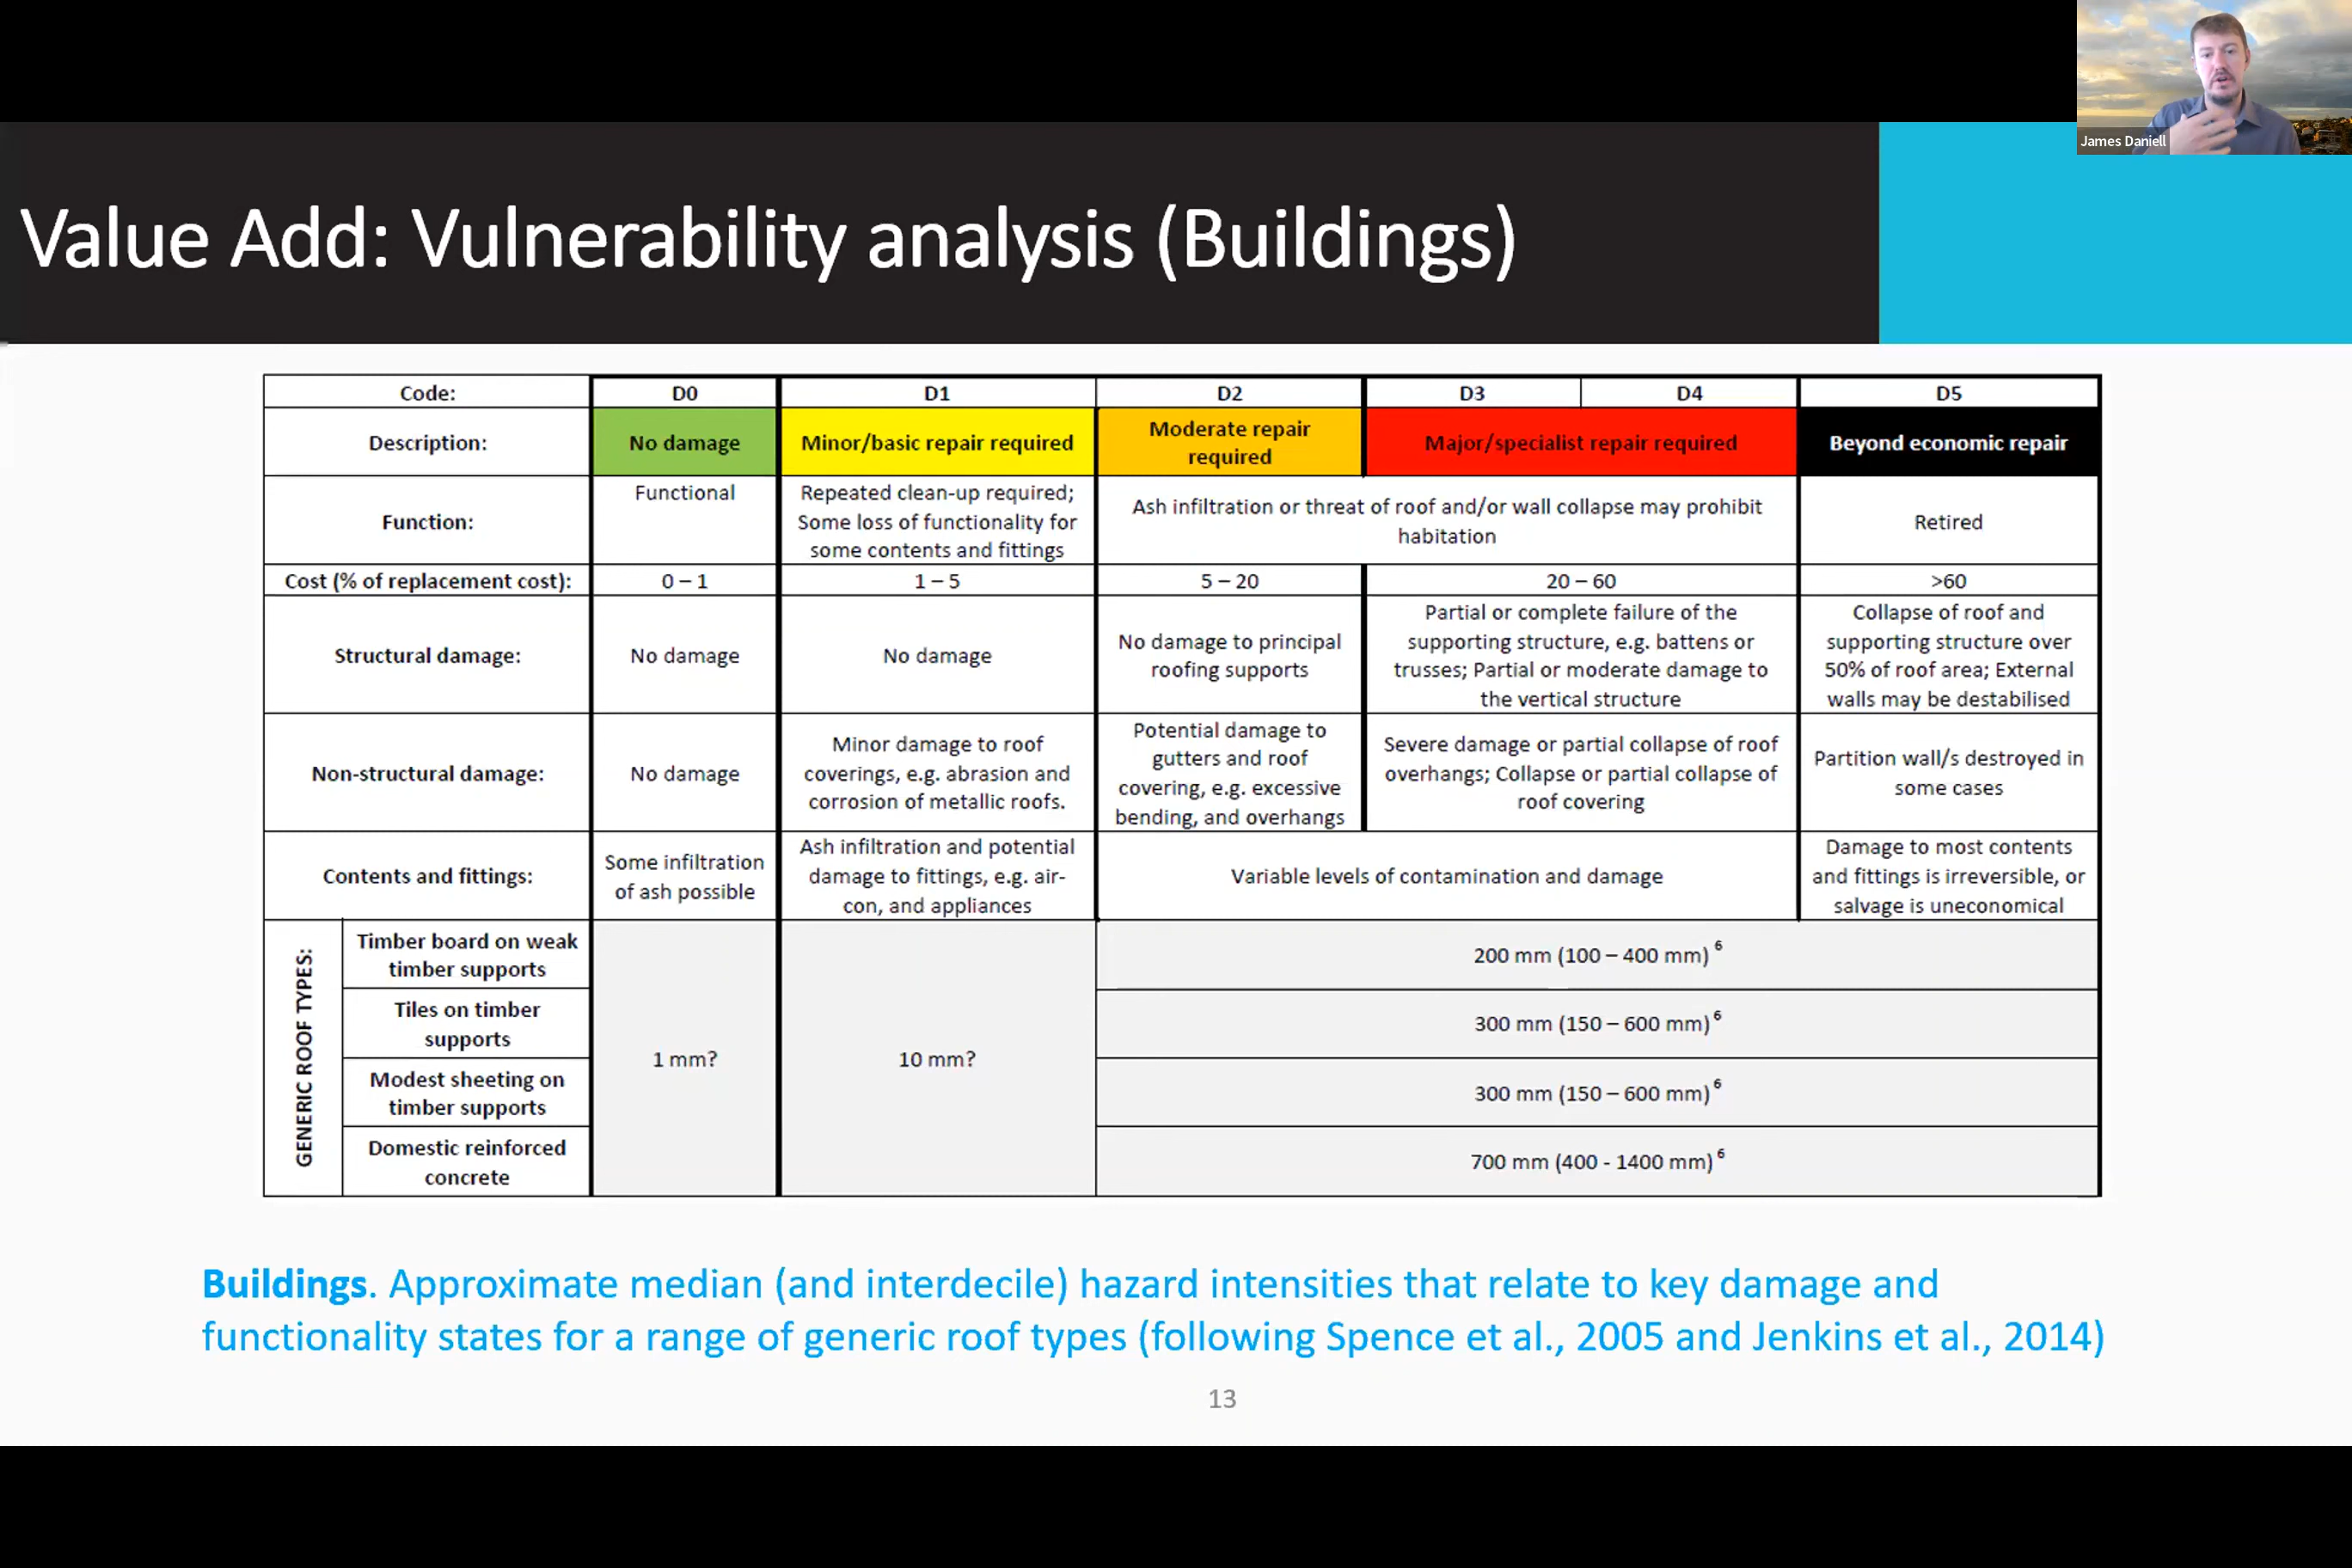 James Daniell
Value Add: Vulnerability analysis (Buildings)
Code:
D0
D1
D2
D3
D4
D5
Description:
No damage
Minor/basic repair required
Moderate repair
required
Major/specialist repair required
Beyond economic repair
Function:
Functional
Repeated clean-up required;
Some loss of functionality for
some contents and fittings
Ash infiltration or threat of roof and/or wall collapse may prohibit
habitation
Retired
Cost (% of replacement cost):
0 – 1
1 – 5
5 – 20
20 – 60
>60
Structural damage:
No damage
No damage
No damage to principal
roofing supports
Partial or complete failure of the
supporting structure, e.g. battens or
trusses; Partial or moderate damage to
the vertical structure
Collapse of roof and
supporting structure over
50% of roof area; External
walls may be destabilised
Non-structural damage:
No damage
Minor damage to roof
coverings, e.g. abrasion and
corrosion of metallic roofs.
Potential damage to
gutters and roof
covering, e.g. excessive
bending, and overhangs
Severe damage or partial collapse of roof
overhangs; Collapse or partial collapse of
roof covering
Partition wall/s destroyed in
some cases
Contents and fittings:
Some infiltration
of ash possible
Ash infiltration and potential
damage to fittings, e.g. air-
con, and appliances
Variable levels of contamination and damage
Damage to most contents
and fittings is irreversible, or
salvage is uneconomical
GENERIC ROOF TYPES:
Timber board on weak
timber supports
1 mm?
10 mm?
200 mm (100 – 400 mm) 6
Tiles on timber
supports
300 mm (150 – 600 mm) 6
Modest sheeting on
timber supports
300 mm (150 – 600 mm) 6
Domestic reinforced
concrete
700 mm (400 - 1400 mm) 6
Buildings. Approximate median (and interdecile) hazard intensities that relate to key damage and
functionality states for a range of generic roof types (following Spence et al., 2005 and Jenkins et al., 2014)
13